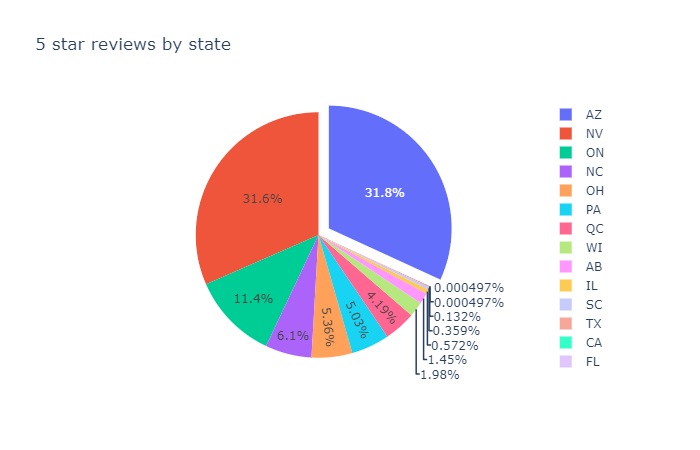 5 star reviews by state
31.8%
31.6%
11.4%
6.1%
5.36%
5.03%
4.19%
0.000497%
0.000497%
0.132%
0.359%
0.572%
1.45%
1.98%
AZ
NV
ON
NC
OH
PA
QC
WI
AB
IL
SC
TX
CA
FL